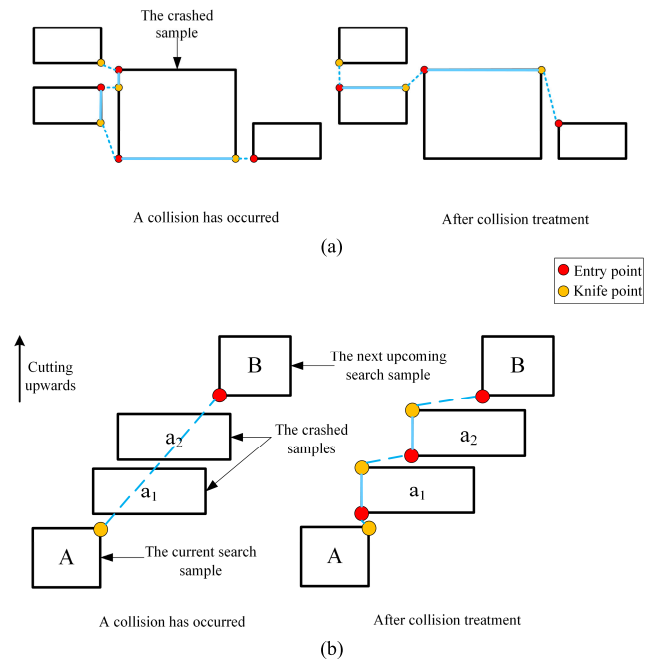 The crashed
sample
A collision has occurred
After collision treatment
(a)
Entry point
Knife point
Cutting
upwards
B
The next upcoming
search sample
a2
The crashed
samples
a1
A
The current search
sample
B
a2
a1
A
A collision has occurred
After collision treatment
(b)